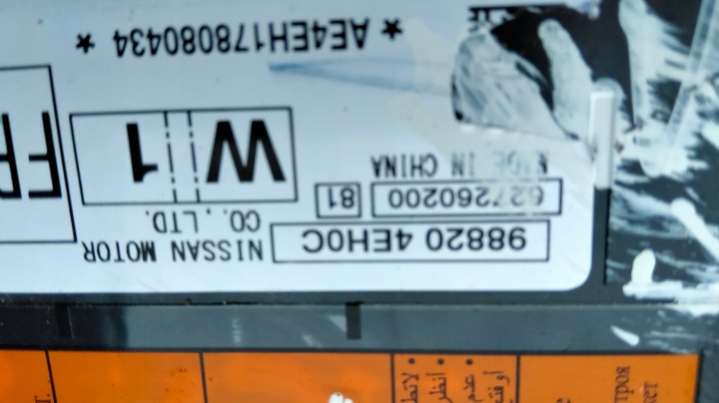 98820 4EH0C
NISSAN MOTOR
CO., LTD.
627260200
81
MADE IN CHINA
W 1
* AE4EH178080434 *